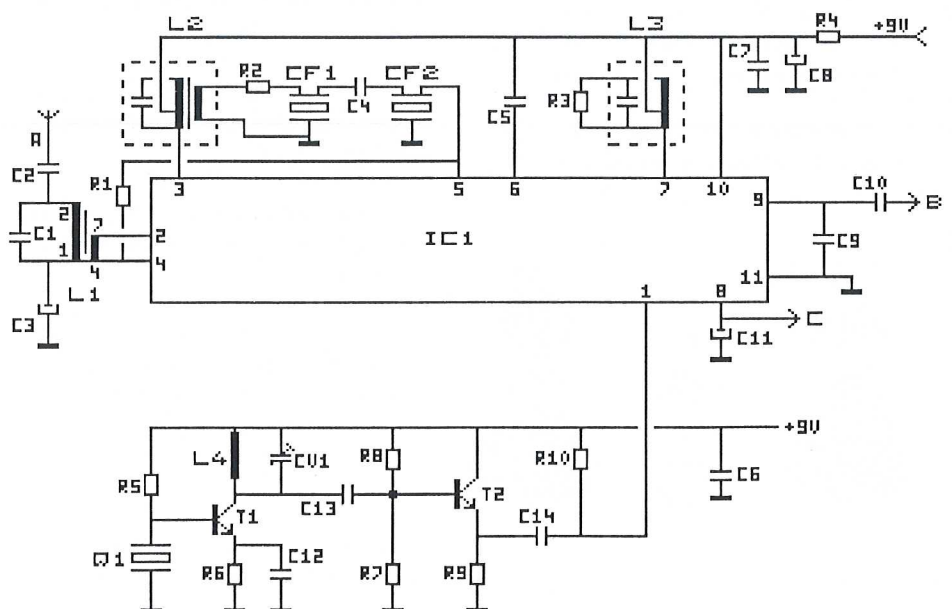 L2
L3
R4
+9V
R2
CF1
CF2
C7
C8
C4
C5
R3
A
C2
R1
3
5
6
7
10
C10
2
7
C1
1
4
2
4
IC1
9
B
C9
11
L1
C3
1
8
C
C11
+9V
L4
CV1
R8
R10
C6
R5
C13
T2
T1
C14
Q1
C12
R6
R7
R9